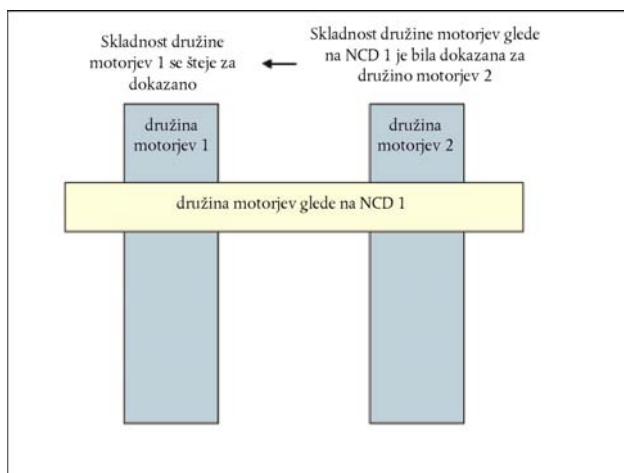 Skladnost družine
motorjev 1 se šteje za
dokazano
Skladnost družine motorjev glede
na NCD 1 je bila dokazana za
družino motorjev 2
družina
motorjev 1
družina
motorjev 2
družina motorjev glede na NCD 1